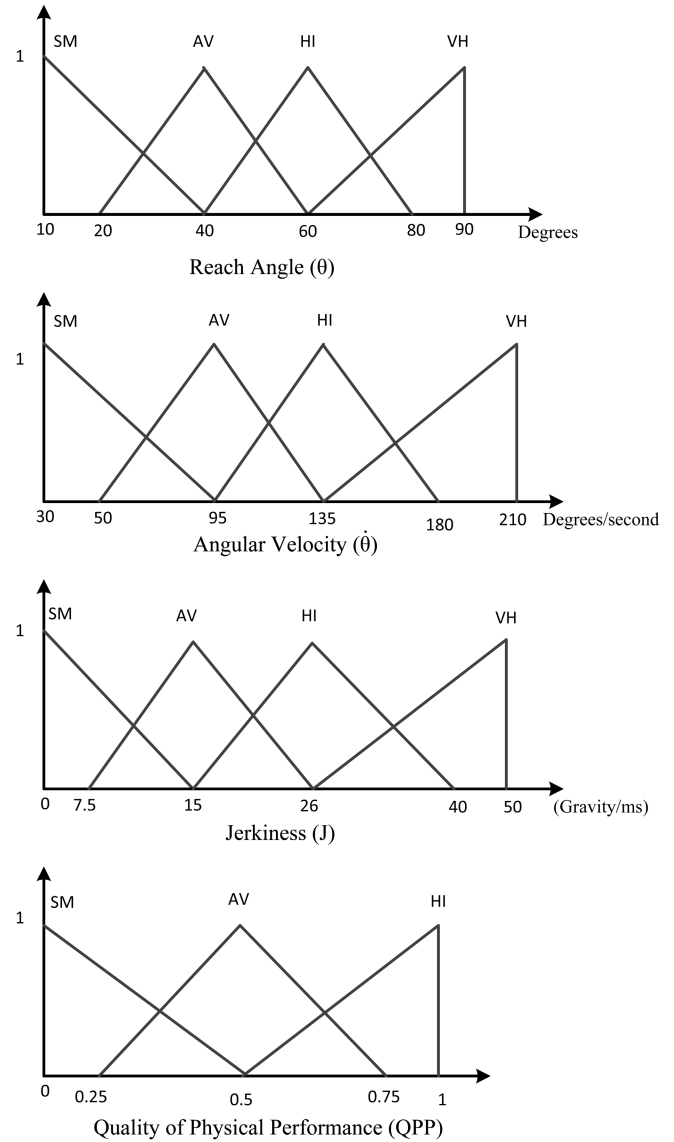 SM AV HI VH
1
10 20 40 60 80 90 Degrees
Reach Angle (θ)
SM AV HI VH
1
30 50 95 135 180 210 Degrees/second
Angular Velocity (θ̇)
SM AV HI VH
1
0 7.5 15 26 40 50 (Gravity/ms)
Jerkiness (J)
SM AV HI
1
0 0.25 0.5 0.75 1
Quality of Physical Performance (QPP)